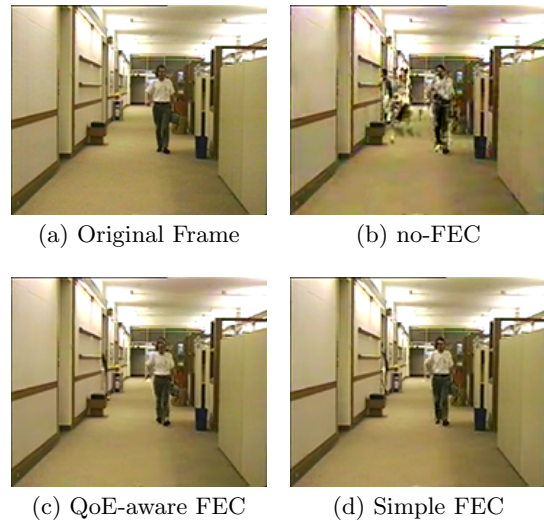 (a) Original Frame
(b) no-FEC
(c) QoE-aware FEC
(d) Simple FEC